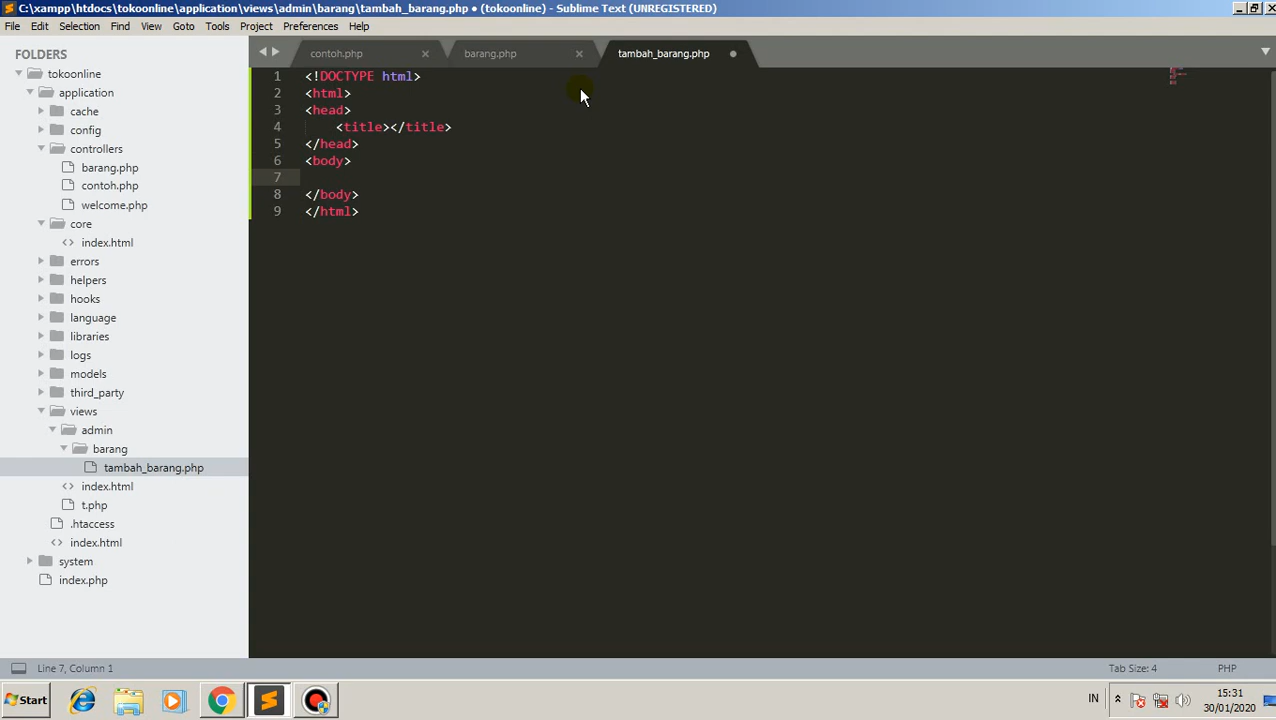 C:\xampp\htdocs\tokoonline\application\views\admin\barang\tambah_barang.php • (tokoonline) - Sublime Text (UNREGISTERED)
File Edit Selection Find View Goto Tools Project Preferences Help
FOLDERS
tokoonline
application
cache
config
controllers
barang.php
contoh.php
welcome.php
core
<> index.html
errors
helpers
hooks
language
libraries
logs
models
third_party
views
admin
barang
tambah_barang.php
<> index.html
t.php
.htaccess
<> index.html
system
index.php
contoh.php × barang.php × tambah_barang.php •
1 <!DOCTYPE html>
2 <html>
3 <head>
4 <title></title>
5 </head>
6 <body>
7
8 </body>
9 </html>
Line 7, Column 1 Tab Size: 4 PHP
Start IN 15:31
30/01/2020